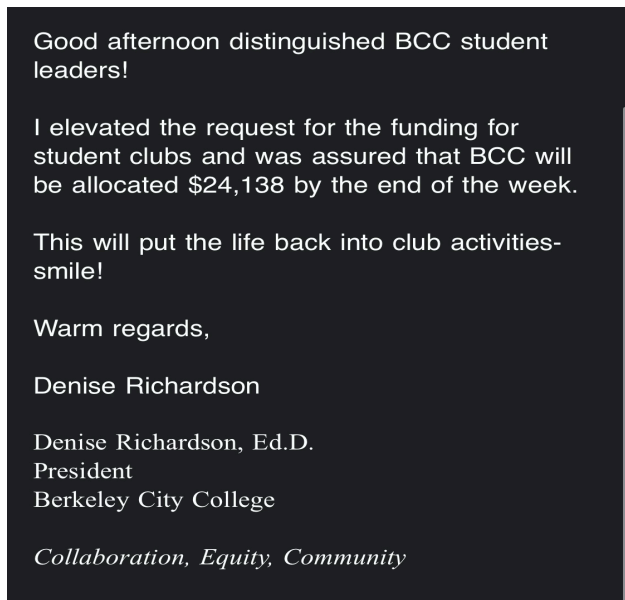 Good afternoon distinguished BCC student
leaders!
I elevated the request for the funding for
student clubs and was assured that BCC will
be allocated $24,138 by the end of the week.
This will put the life back into club activities-
smile!
Warm regards,
Denise Richardson
Denise Richardson, Ed.D.
President
Berkeley City College
Collaboration, Equity, Community